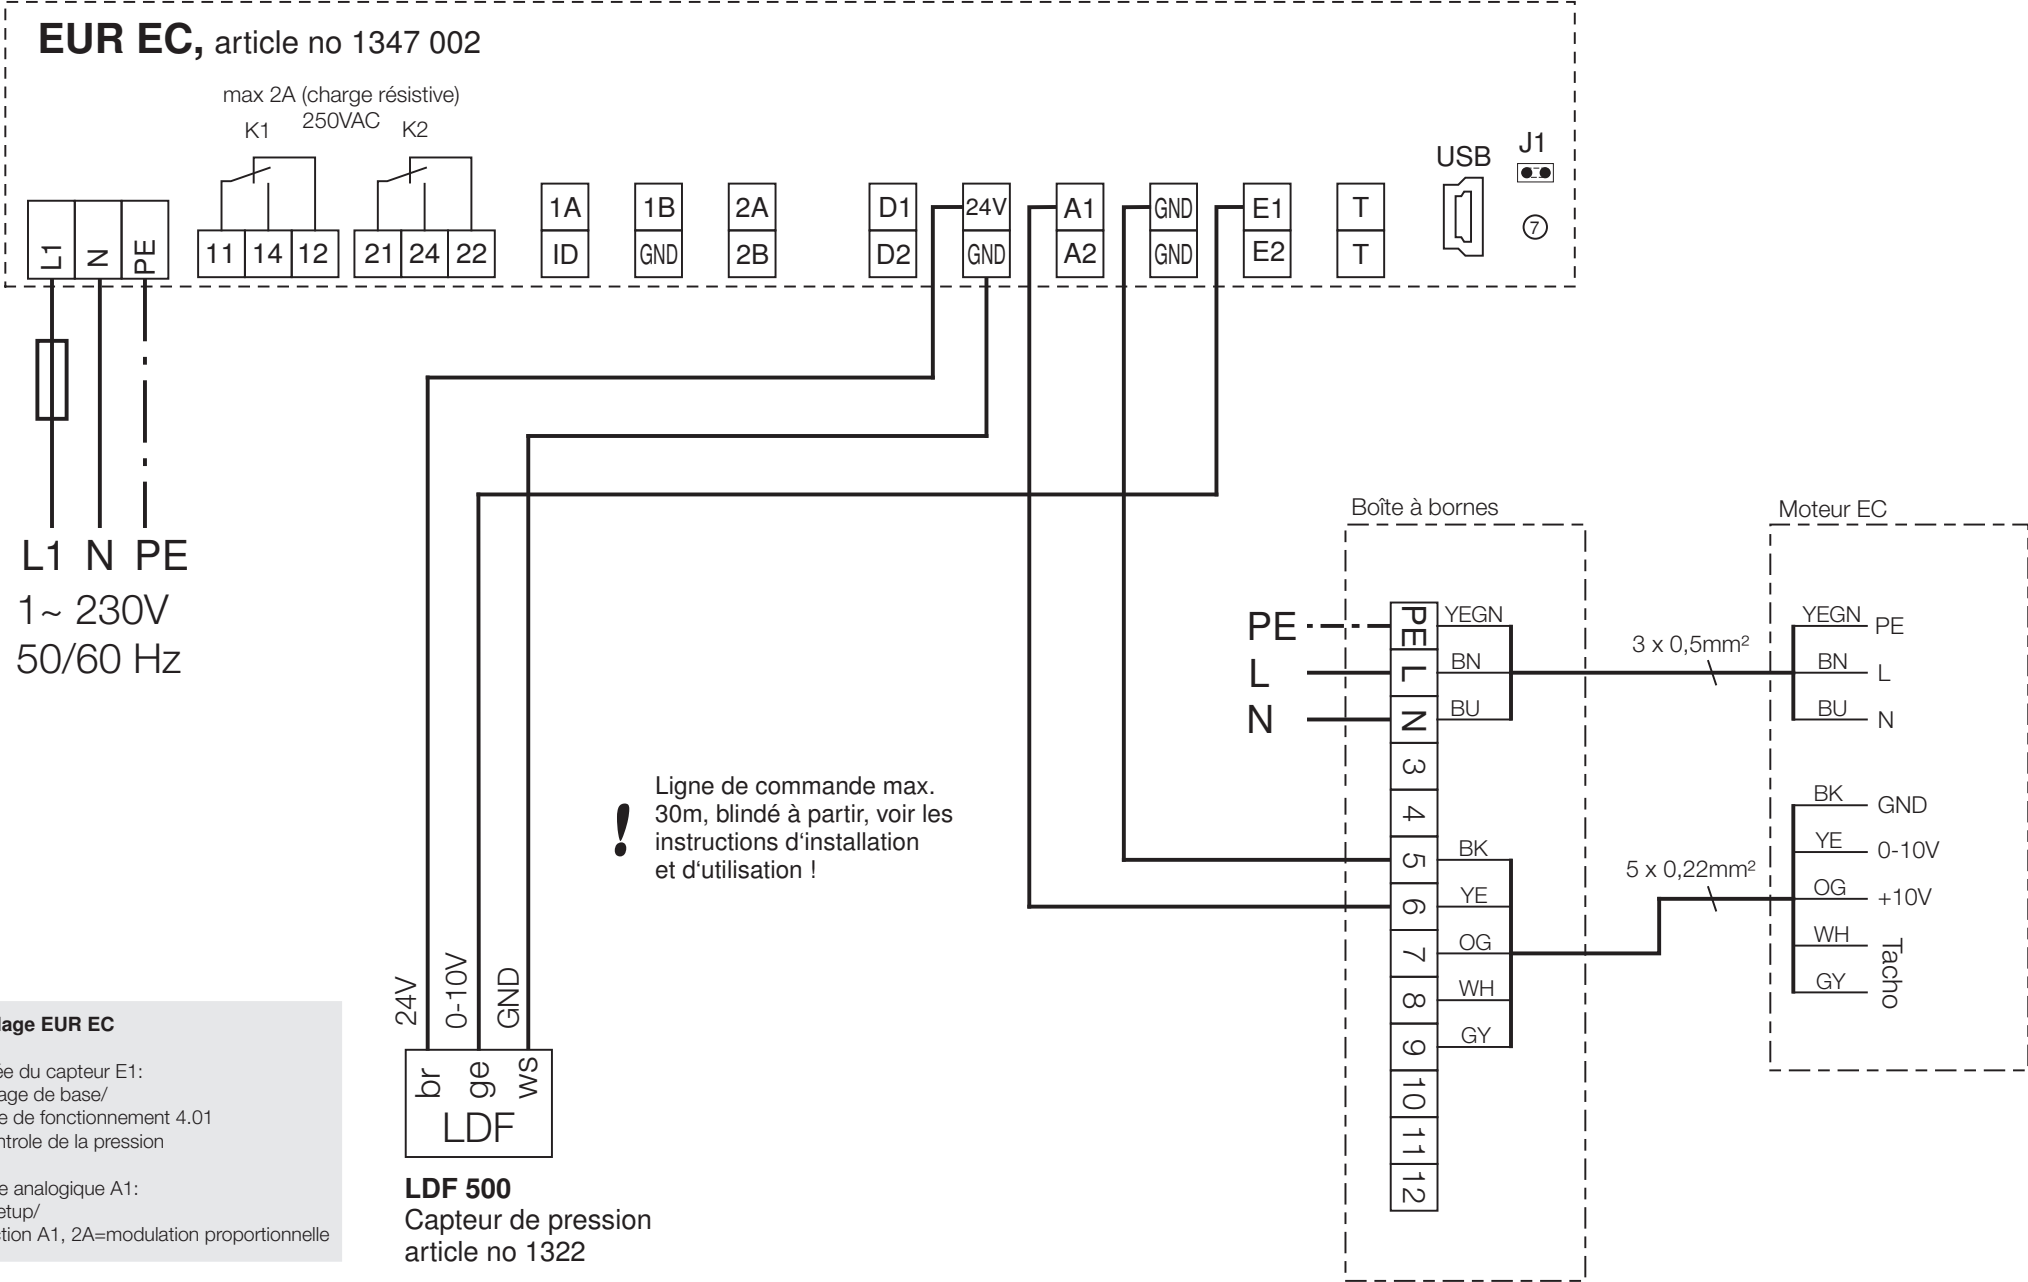 EUR EC, article no 1347 002
max 2A (charge résistive)
250VAC
K1
K2
USB
J1
7
L1 N PE
11 14 12
21 24 22
1A
ID
1B
GND
2A
2B
D1
D2
24V
GND
A1
A2
GND
GND
E1
E2
T
T
L1 N PE
1~ 230V
50/60 Hz
Boîte à bornes
Moteur EC
PE
L
N
PE
L
N
3
4
5
6
7
8
9
10
11
12
YEGN
BN
BU
BK
YE
OG
WH
GY
3 x 0,5mm²
5 x 0,22mm²
YEGN PE
BN L
BU N
BK GND
YE 0-10V
OG +10V
WH
GY
Tacho
Ligne de commande max.
30m, blindé à partir, voir les
instructions d‘installation
et d‘utilisation !
24V
0-10V
GND
br
ge
ws
LDF
LDF 500
Capteur de pression
article no 1322
EUR EC
du capteur E1:
de base/
de fonctionnement 4.01
de la pression
analogique A1:
A1, 2A=modulation proportionnelle